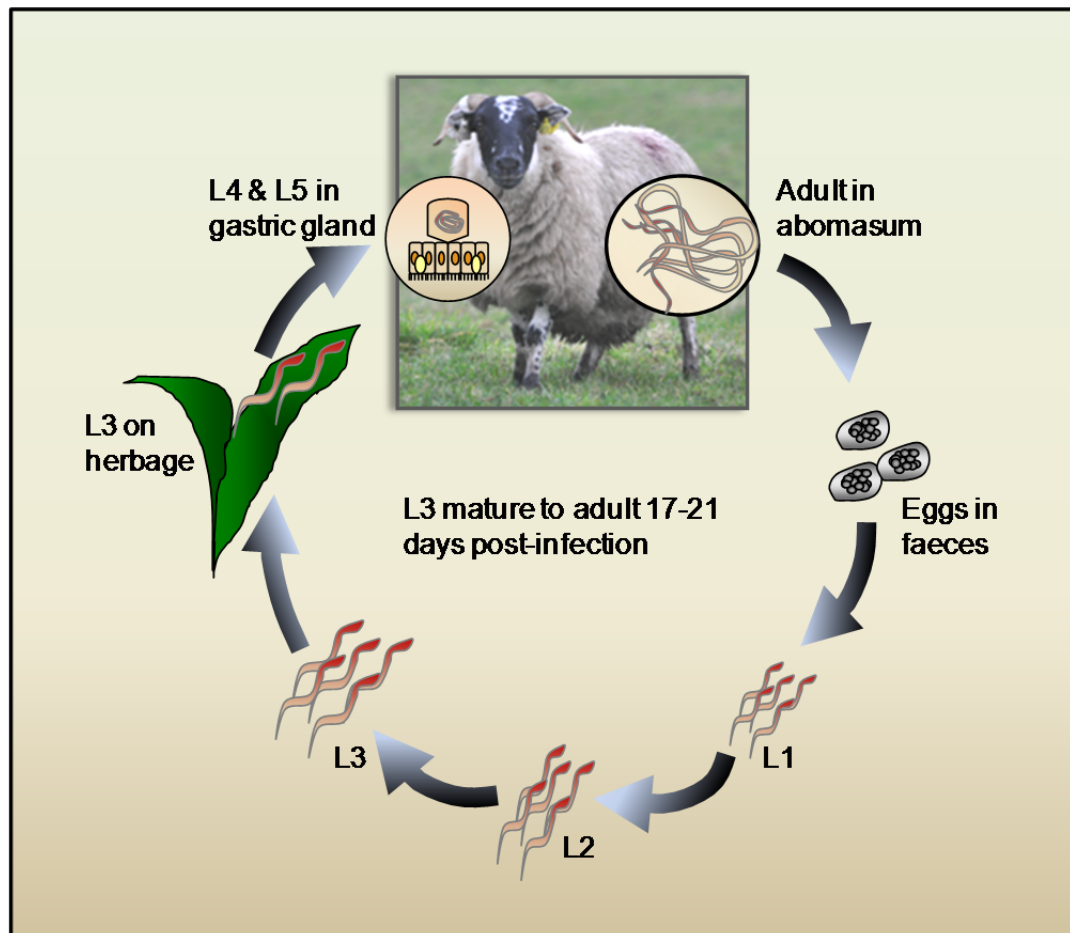 L4 & L5 in
gastric gland
Adult in
abomasum
L3 on
herbage
L3 mature to adult 17-21
days post-infection
Eggs in
faeces
L3
L1
L2